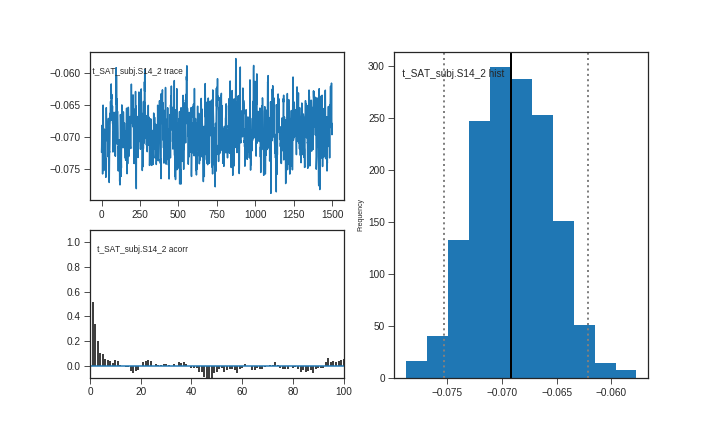 t_SAT_subj.S14_2 trace
−0.060
−0.065
−0.070
−0.075
0 250 500 750 1000 1250 1500
t_SAT_subj.S14_2 acorr
1.0
0.8
0.6
0.4
0.2
0.0
0 20 40 60 80 100
t_SAT_subj.S14_2 hist
Frequency
300
250
200
150
100
50
0
−0.075 −0.070 −0.065 −0.060